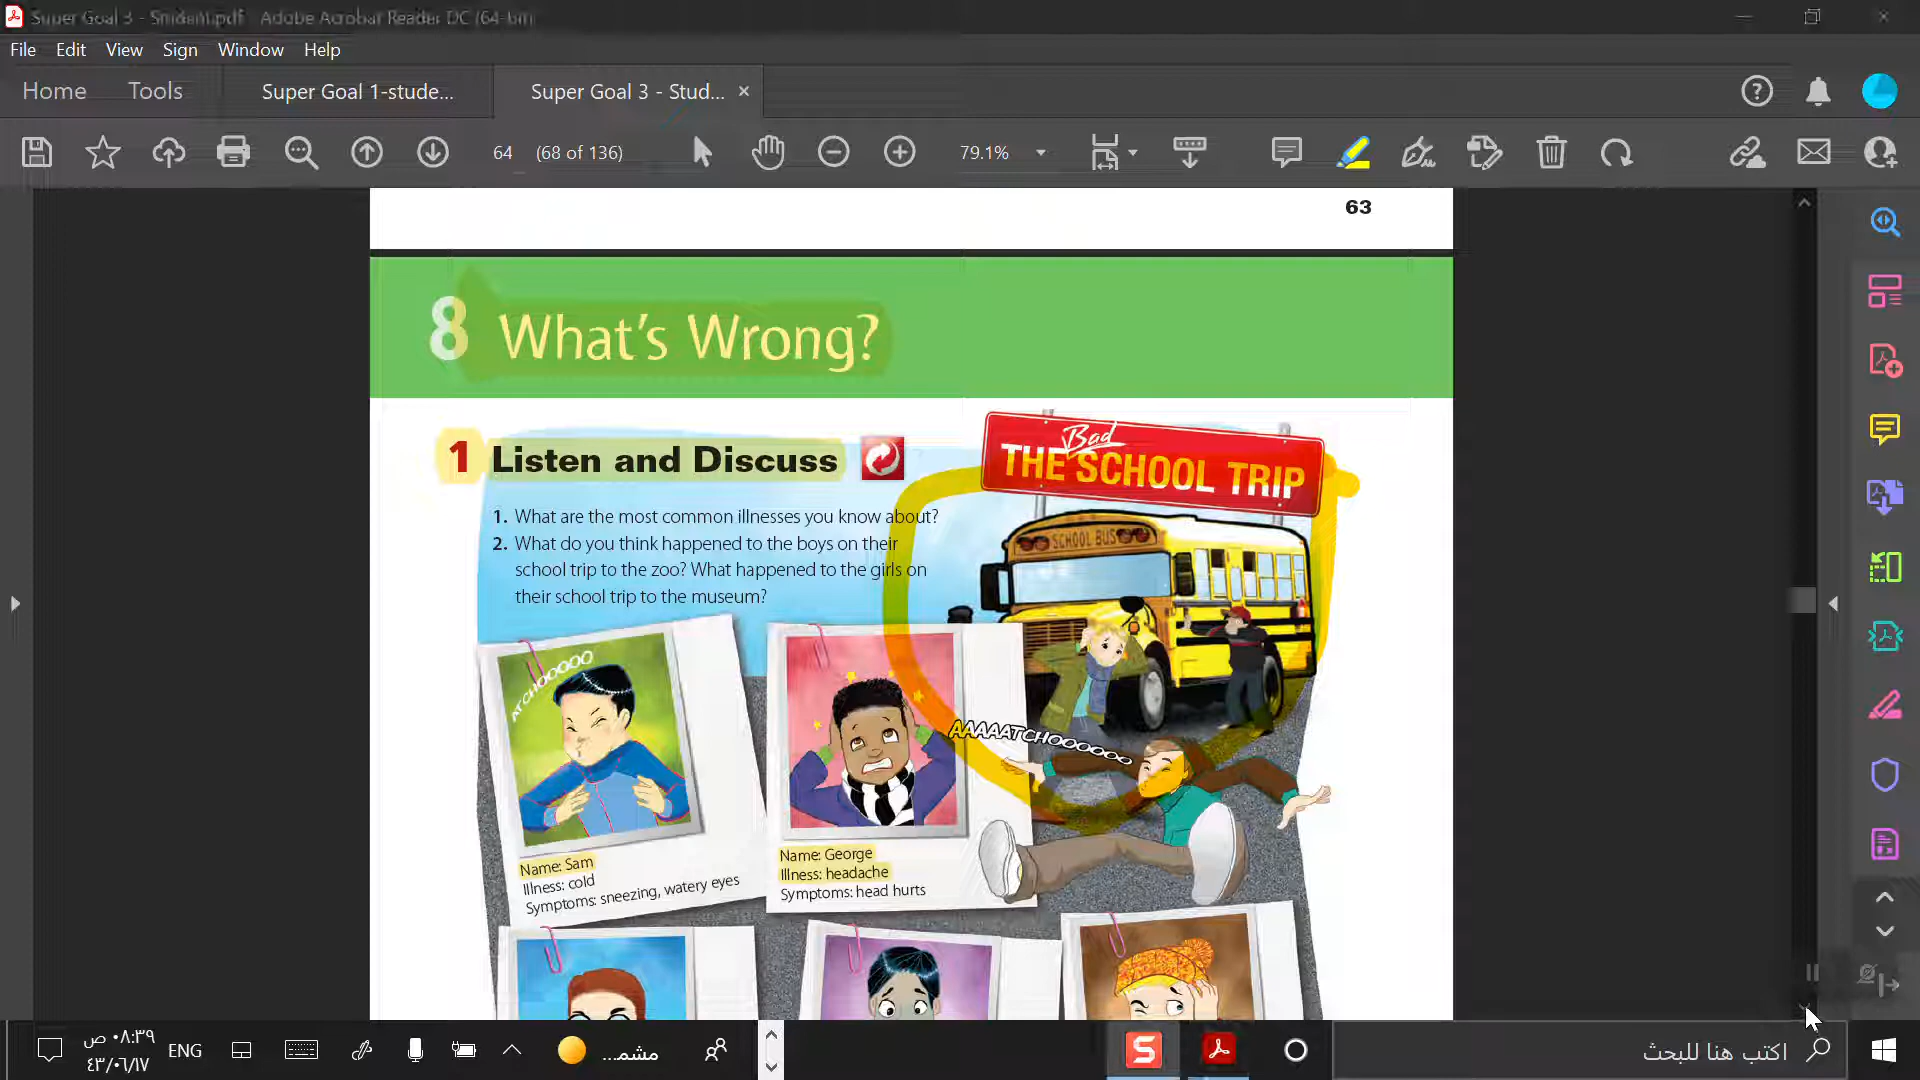 Super Goal 3 - Student.pdf - Adobe Acrobat Reader DC (64-bit)
File Edit View Sign Window Help
Home Tools Super Goal 1-stude... Super Goal 3 - Stud...
64 (68 of 136) 79.1%
63
8 What's Wrong?
1 Listen and Discuss
Bad
THE SCHOOL TRIP
1. What are the most common illnesses you know about?
2. What do you think happened to the boys on their
school trip to the zoo? What happened to the girls on
their school trip to the museum?
SCHOOL BUS
ATCHOOOOO
AAAAATCHOOOOOO
Name: Sam
Illness: cold
Symptoms: sneezing, watery eyes
Name: George
Illness: headache
Symptoms: head hurts
٠٨:٣٩ ص
٤٣/٠٦/١٧
ENG
مشم...
S
اكتب هنا للبحث